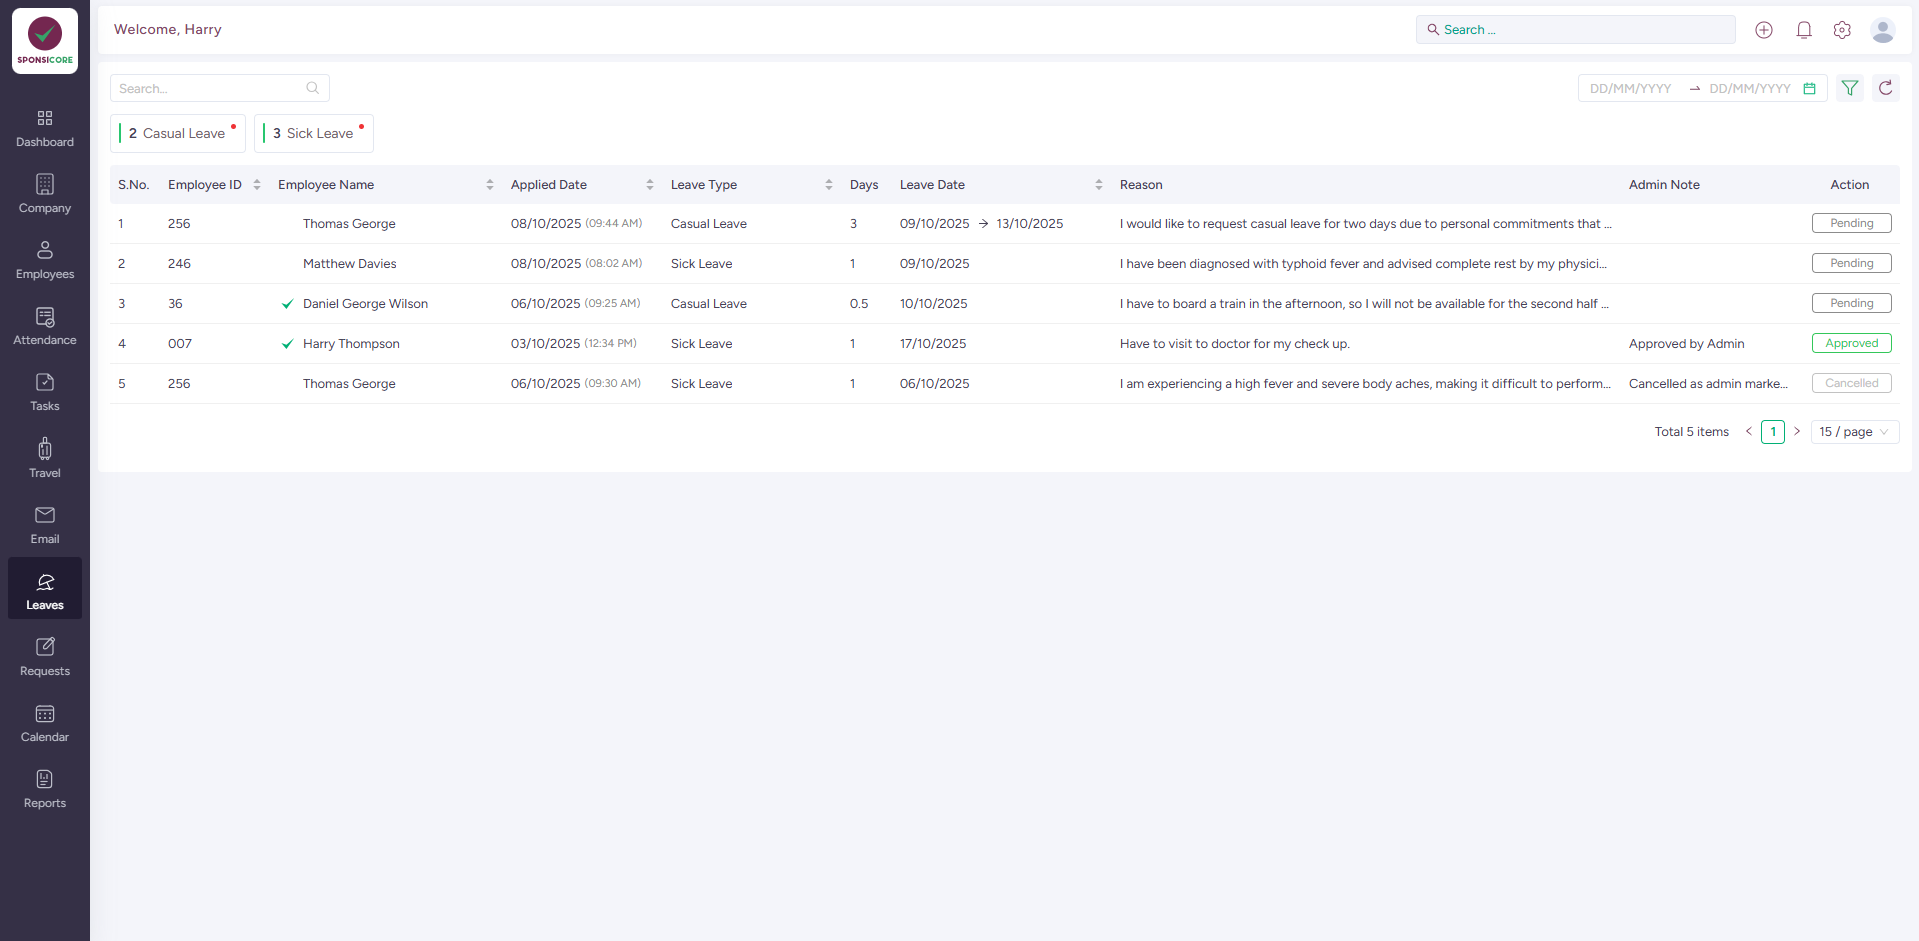 SPONSICORE
Welcome, Harry
Search ...
Dashboard
Company
Employees
Attendance
Tasks
Travel
Email
Leaves
Requests
Calendar
Reports
Search...
DD/MM/YYYY → DD/MM/YYYY
2 Casual Leave
3 Sick Leave
S.No. Employee ID Employee Name Applied Date Leave Type Days Leave Date Reason Admin Note Action
1 256 Thomas George 08/10/2025 (09:44 AM) Casual Leave 3 09/10/2025 → 13/10/2025 I would like to request casual leave for two days due to personal commitments that ... Pending
2 246 Matthew Davies 08/10/2025 (08:02 AM) Sick Leave 1 09/10/2025 I have been diagnosed with typhoid fever and advised complete rest by my physici... Pending
3 36 Daniel George Wilson 06/10/2025 (09:25 AM) Casual Leave 0.5 10/10/2025 I have to board a train in the afternoon, so I will not be available for the second half ... Pending
4 007 Harry Thompson 03/10/2025 (12:34 PM) Sick Leave 1 17/10/2025 Have to visit to doctor for my check up. Approved by Admin Approved
5 256 Thomas George 06/10/2025 (09:30 AM) Sick Leave 1 06/10/2025 I am experiencing a high fever and severe body aches, making it difficult to perform... Cancelled as admin marke... Cancelled
Total 5 items < 1 > 15 / page